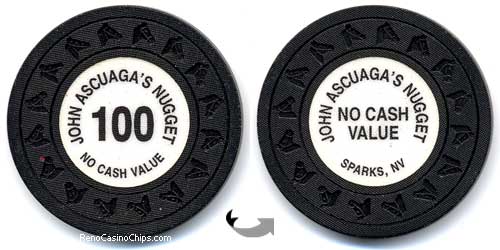 JOHN ASCUAGA'S NUGGET
100
NO CASH VALUE
JOHN ASCUAGA'S NUGGET
NO CASH
VALUE
SPARKS, NV
RenoCasinoChips.com